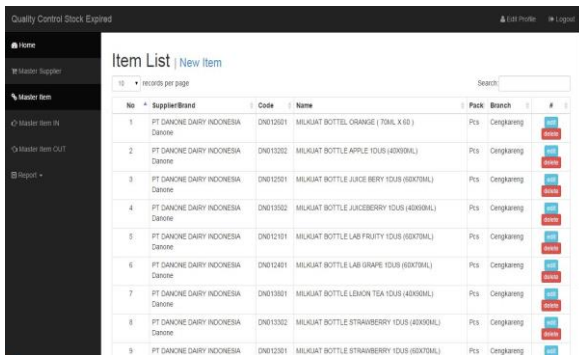 Quality Control Stock Expired
Edit Profile Logout
Home
Master Supplier
Master Item
Master Item IN
Master Item OUT
Report
Item List | New Item
10 records per page
Search:
No Supplier/Brand Code Name Pack Branch #
1 PT DANONE DAIRY INDONESIA DN012601 MILKUAT BOTTEL ORANGE ( 70ML X 60 ) Pcs Cengkareng edit
Danone delete
2 PT DANONE DAIRY INDONESIA DN013202 MILKUAT BOTTLE APPLE 1DUS (40X90ML) Pcs Cengkareng edit
Danone delete
3 PT DANONE DAIRY INDONESIA DN012501 MILKUAT BOTTLE JUICE BERY 1DUS (60X70ML) Pcs Cengkareng edit
Danone delete
4 PT DANONE DAIRY INDONESIA DN013502 MILKUAT BOTTLE JUICEBERRY 1DUS (40X90ML) Pcs Cengkareng edit
Danone delete
5 PT DANONE DAIRY INDONESIA DN012101 MILKUAT BOTTLE LAB FRUITY 1DUS (60X70ML) Pcs Cengkareng edit
Danone delete
6 PT DANONE DAIRY INDONESIA DN012401 MILKUAT BOTTLE LAB GRAPE 1DUS (60X70ML) Pcs Cengkareng edit
Danone delete
7 PT DANONE DAIRY INDONESIA DN013601 MILKUAT BOTTLE LEMON TEA 1DUS (40X90ML) Pcs Cengkareng edit
Danone delete
8 PT DANONE DAIRY INDONESIA DN013302 MILKUAT BOTTLE STRAWBERRY 1DUS (40X90ML) Pcs Cengkareng edit
Danone delete
9 PT DANONE DAIRY INDONESIA DN012301 MILKUAT BOTTLE STRAWBERRY 1DUS (60X70ML) Pcs Cengkareng edit